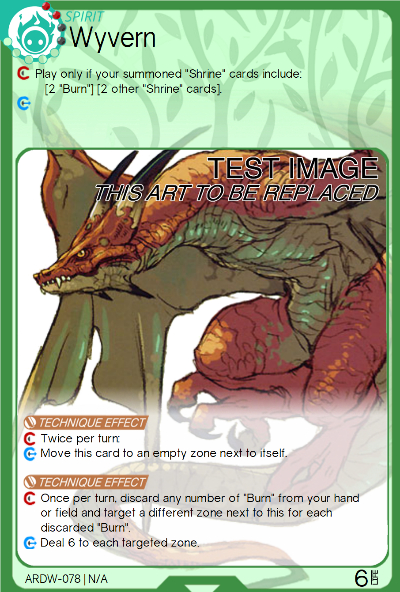 SPIRIT
Wyvern
Play only if your summoned "Shrine" cards include:
[2 "Burn"] [2 other "Shrine" cards].
TEST IMAGE
THIS ART TO BE REPLACED
TECHNIQUE EFFECT
Twice per turn:
Move this card to an empty zone next to itself.
TECHNIQUE EFFECT
Once per turn, discard any number of "Burn" from your hand
or field and target a different zone next to this for each
discarded "Burn".
Deal 6 to each targeted zone.
ARDW-078 | N/A
6 LIFE